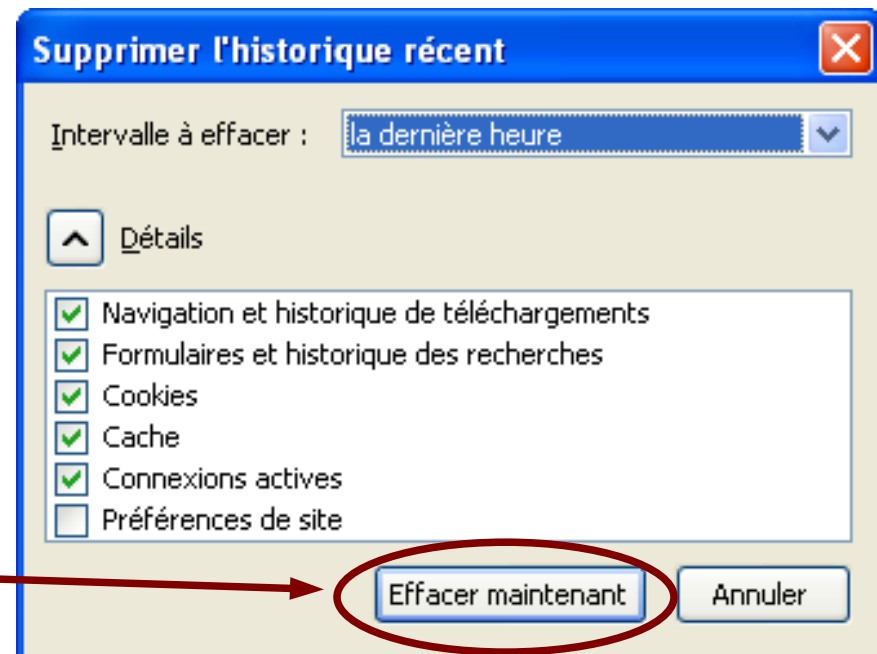 Supprimer l'historique récent
Intervalle à effacer : la dernière heure
Détails
Navigation et historique de téléchargements
Formulaires et historique des recherches
Cookies
Cache
Connexions actives
Préférences de site
Effacer maintenant Annuler